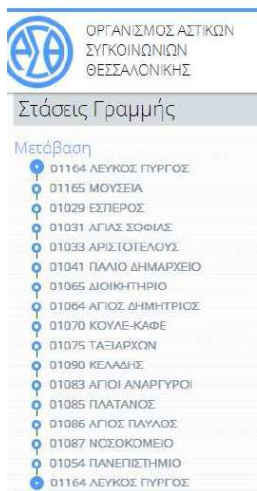 ΟΡΓΑΝΙΣΜΟΣ ΑΣΤΙΚΩΝ
ΣΥΓΚΟΙΝΩΝΙΩΝ
ΘΕΣΣΑΛΟΝΙΚΗΣ
Στάσεις Γραμμής
Μετάβαση
01164 ΛΕΥΚΟΣ ΠΥΡΓΟΣ
01165 ΜΟΥΣΕΙΑ
01029 ΕΣΠΕΡΟΣ
01031 ΑΓΙΑΣ ΣΟΦΙΑΣ
01033 ΑΡΙΣΤΟΤΕΛΟΥΣ
01041 ΠΑΛΙΟ ΔΗΜΑΡΧΕΙΟ
01065 ΔΙΟΙΚΗΤΗΡΙΟ
01064 ΑΓΙΟΣ ΔΗΜΗΤΡΙΟΣ
01070 ΚΟΥΛΕ-ΚΑΦΕ
01075 ΤΑΞΙΑΡΧΩΝ
01090 ΚΕΛΑΔΗΣ
01083 ΑΓΙΟΙ ΑΝΑΡΓΥΡΟΙ
01085 ΠΛΑΤΑΝΟΣ
01086 ΑΓΙΟΣ ΠΑΥΛΟΣ
01087 ΝΟΣΟΚΟΜΕΙΟ
01054 ΠΑΝΕΠΙΣΤΗΜΙΟ
01164 ΛΕΥΚΟΣ ΠΥΡΓΟΣ